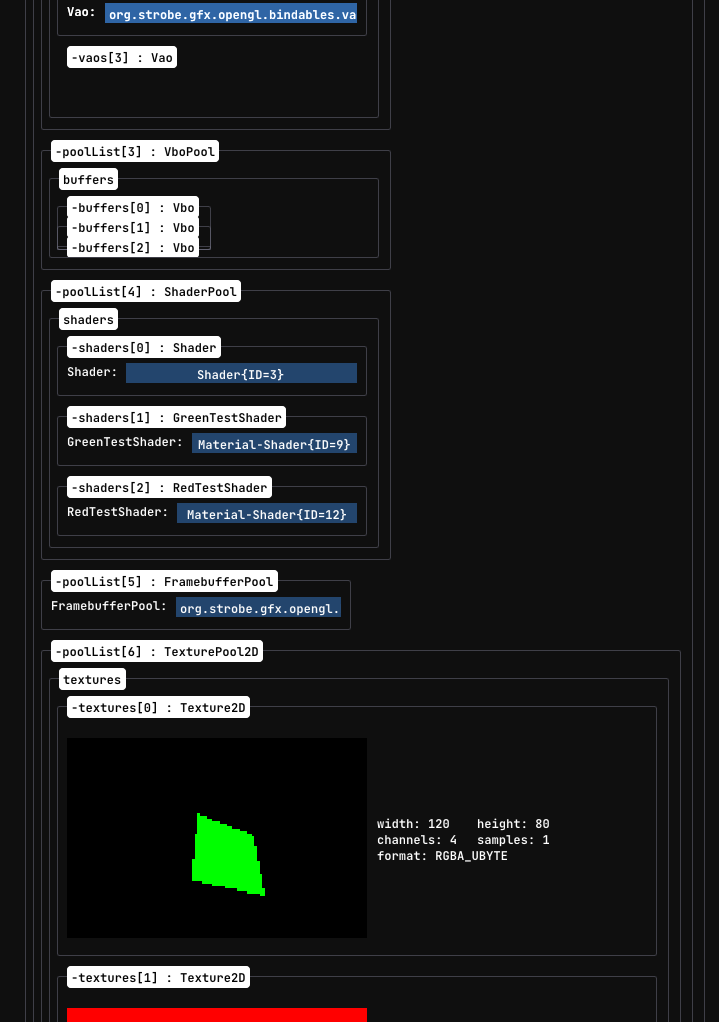 Vao: org.strobe.gfx.opengl.bindables.va
-vaos[3] : Vao
-poolList[3] : VboPool
buffers
-buffers[0] : Vbo
-buffers[1] : Vbo
-buffers[2] : Vbo
-poolList[4] : ShaderPool
shaders
-shaders[0] : Shader
Shader: Shader{ID=3}
-shaders[1] : GreenTestShader
GreenTestShader: Material-Shader{ID=9}
-shaders[2] : RedTestShader
RedTestShader: Material-Shader{ID=12}
-poolList[5] : FramebufferPool
FramebufferPool: org.strobe.gfx.opengl.
-poolList[6] : TexturePool2D
textures
-textures[0] : Texture2D
width: 120 height: 80
channels: 4 samples: 1
format: RGBA_UBYTE
-textures[1] : Texture2D